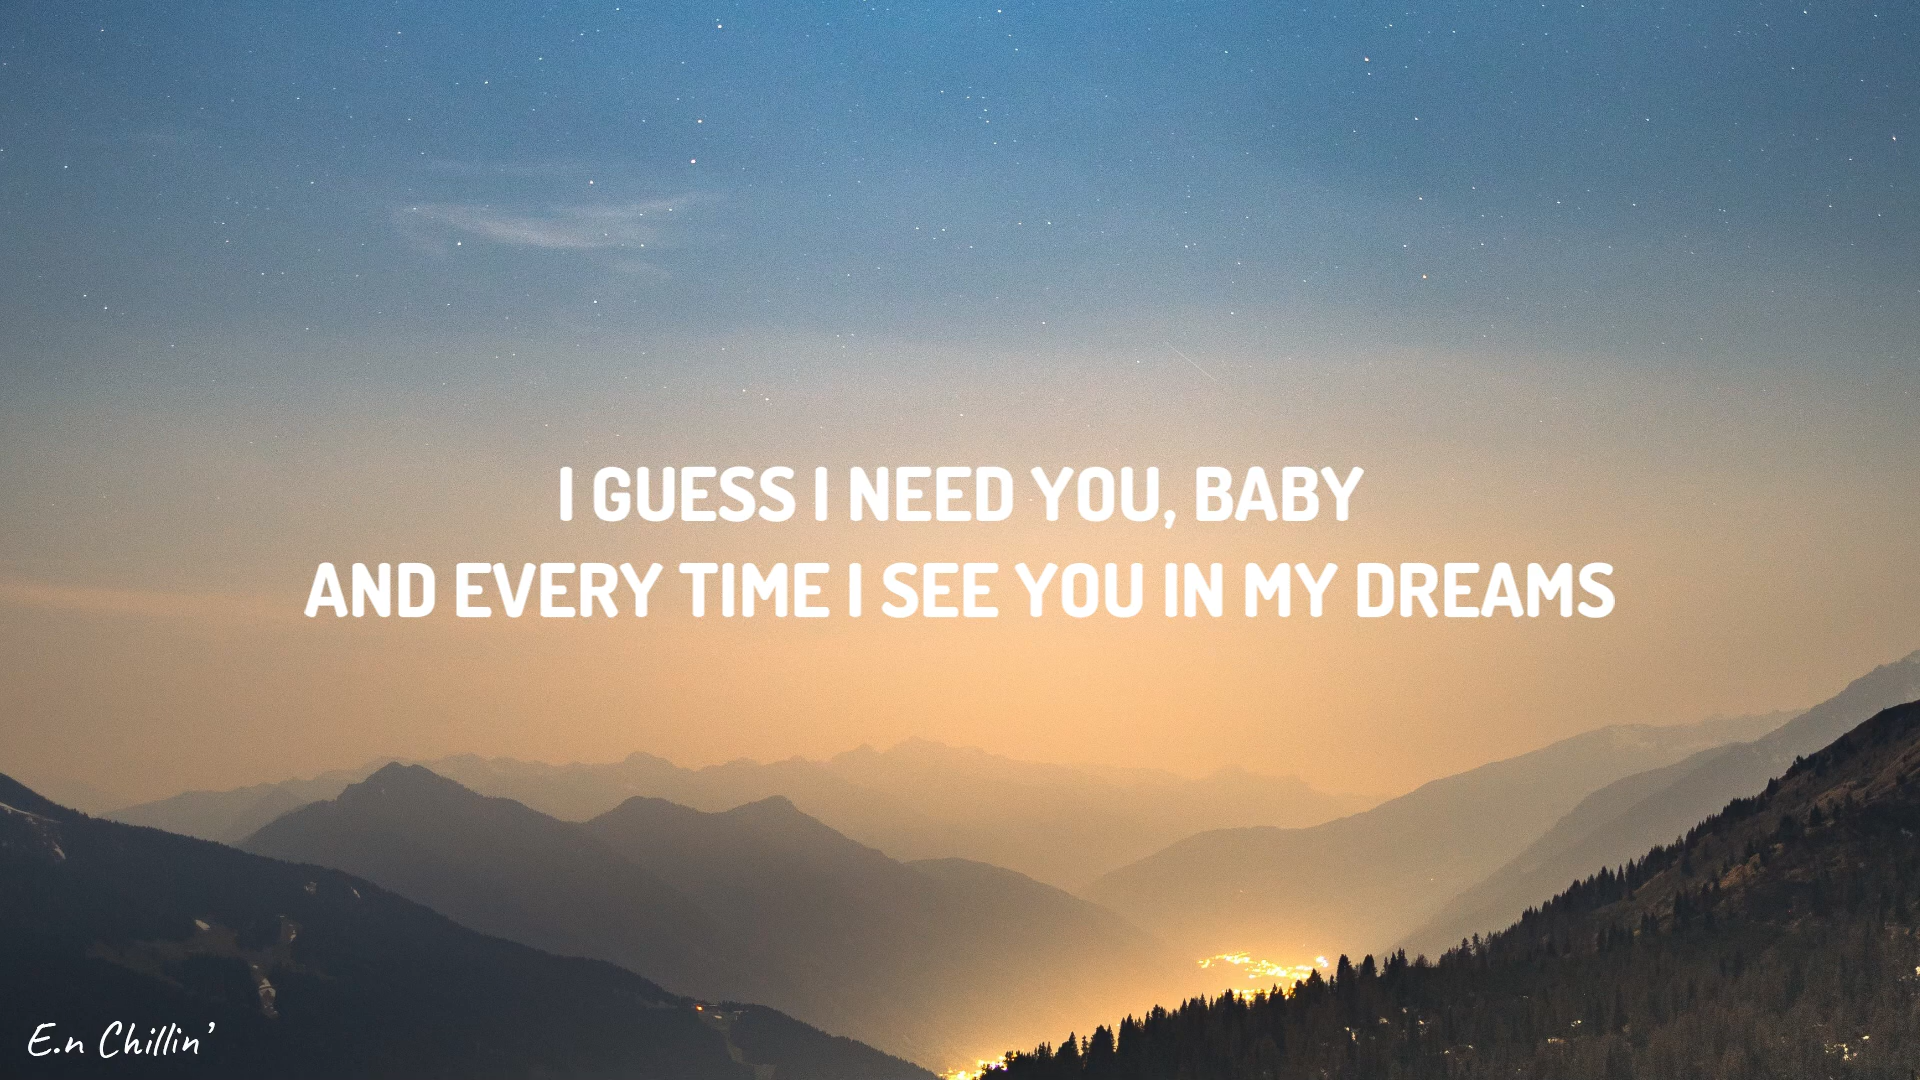 I GUESS I NEED YOU, BABY
AND EVERY TIME I SEE YOU IN MY DREAMS
E.n Chillin'